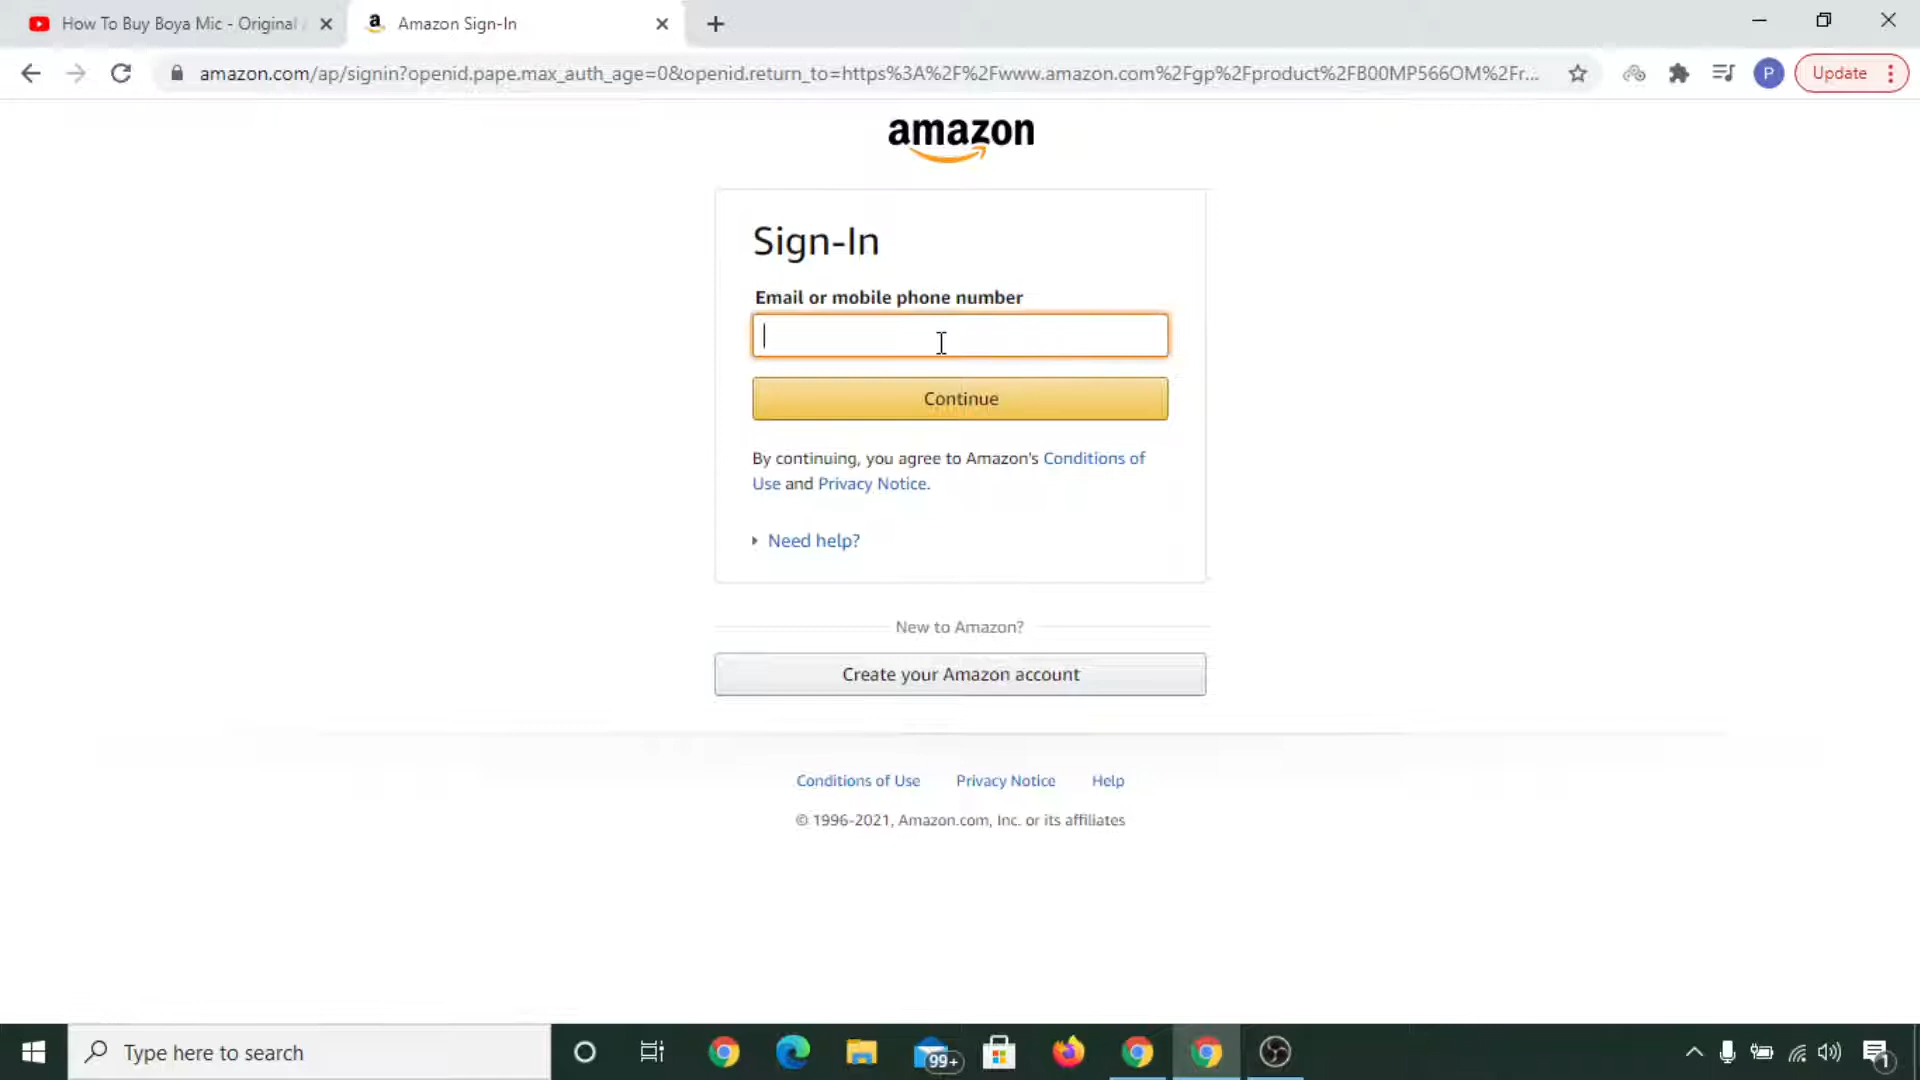 How To Buy Boya Mic - Original
Amazon Sign-In
amazon.com/ap/signin?openid.pape.max_auth_age=0&openid.return_to=https%3A%2F%2Fwww.amazon.com%2Fgp%2Fproduct%2FB00MP566OM%2Fr...
P
Update
amazon
Sign-In
Email or mobile phone number
Continue
By continuing, you agree to Amazon's Conditions of
Use and Privacy Notice.
Need help?
New to Amazon?
Create your Amazon account
Conditions of Use Privacy Notice Help
© 1996-2021, Amazon.com, Inc. or its affiliates
Type here to search
99+
1